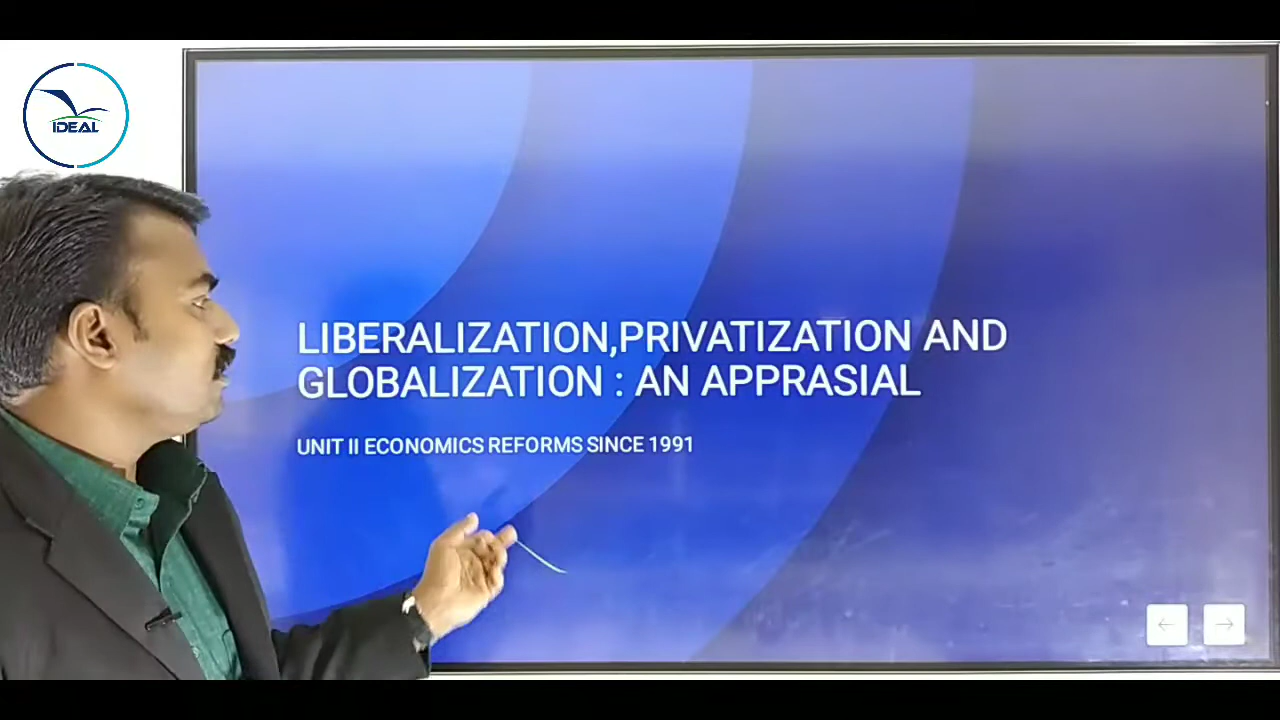 IDEAL
LIBERALIZATION,PRIVATIZATION AND
GLOBALIZATION : AN APPRASIAL
UNIT II ECONOMICS REFORMS SINCE 1991